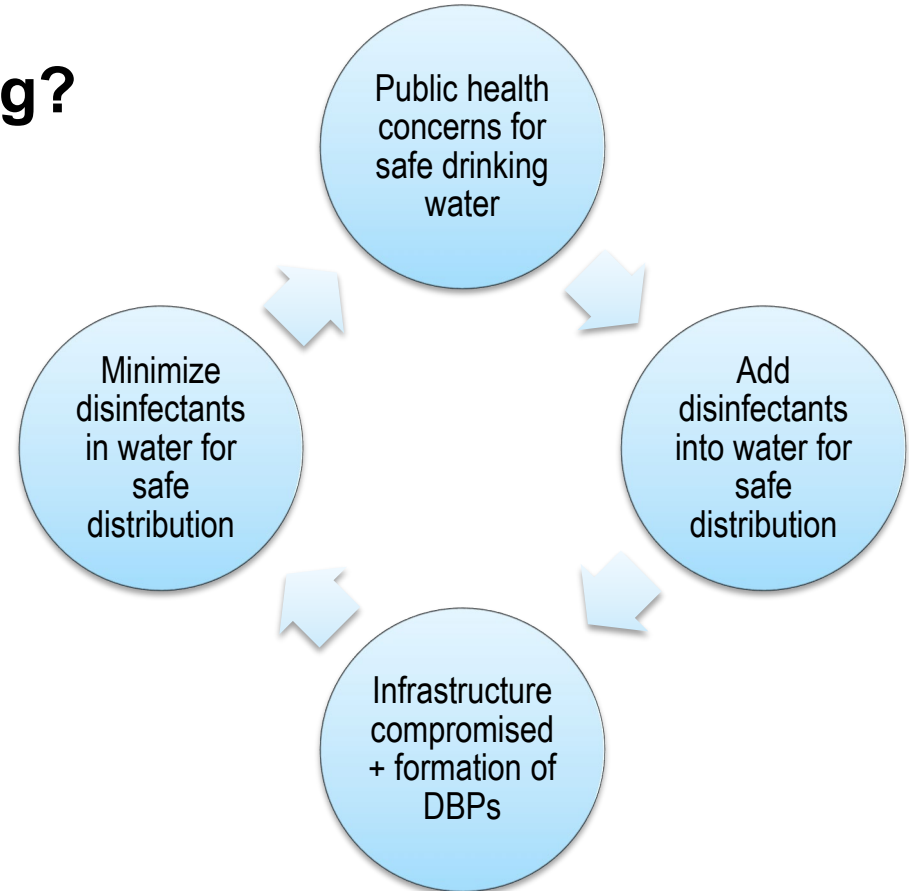 g?
Public health
concerns for
safe drinking
water
Add
disinfectants
into water for
safe
distribution
Infrastructure
compromised
+ formation of
DBPs
Minimize
disinfectants
in water for
safe
distribution